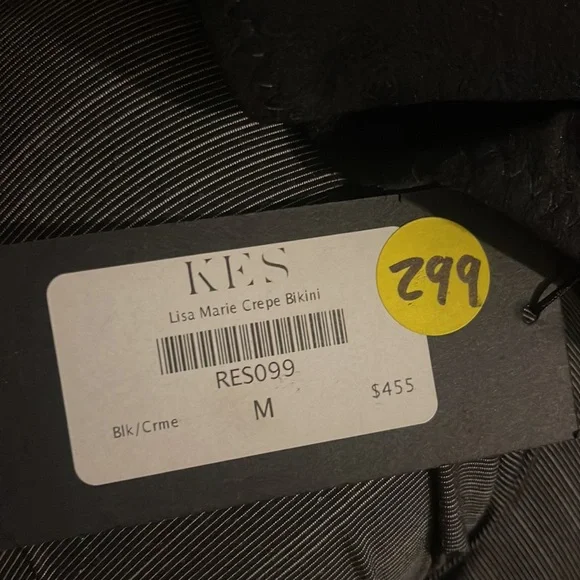 KES
299
Lisa Marie Crepe Bikini
RES099
M
$455
Blk/Crme